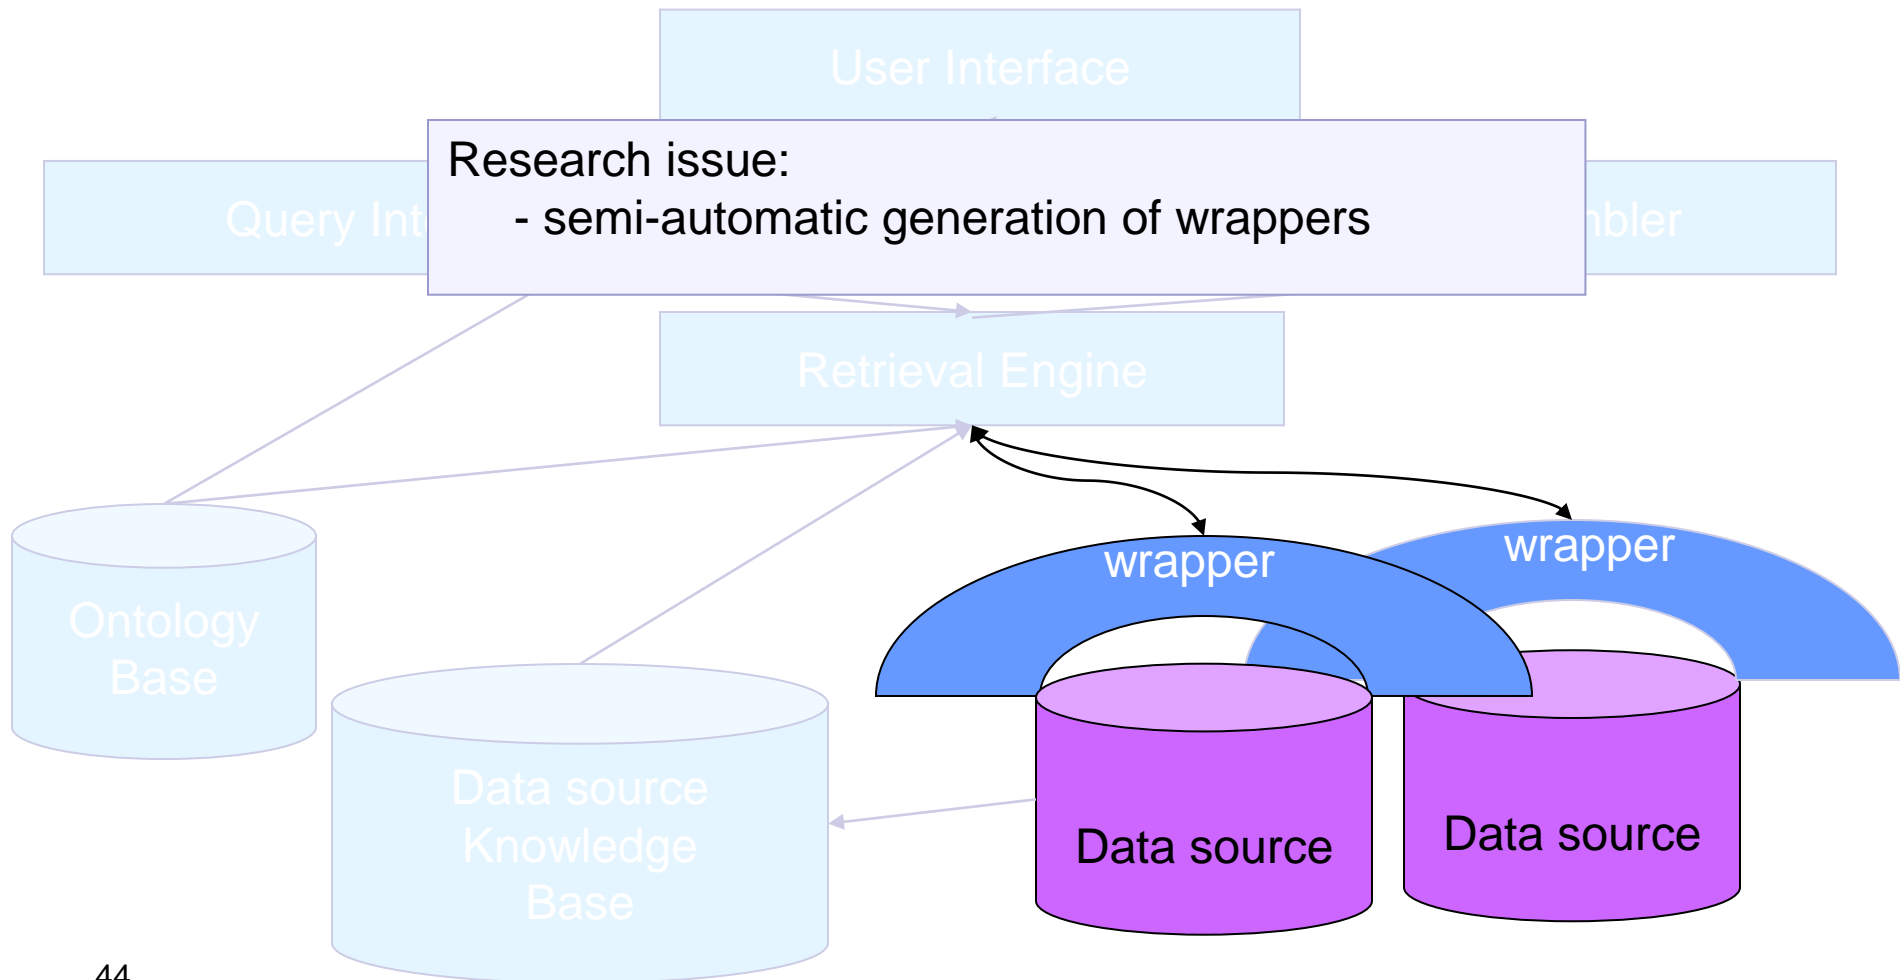 User Interface
Research issue:
- semi-automatic generation of wrappers
Query Int
mbler
Retrieval Engine
wrapper
wrapper
Ontology
Base
Data source
Knowledge
Base
Data source
Data source
44